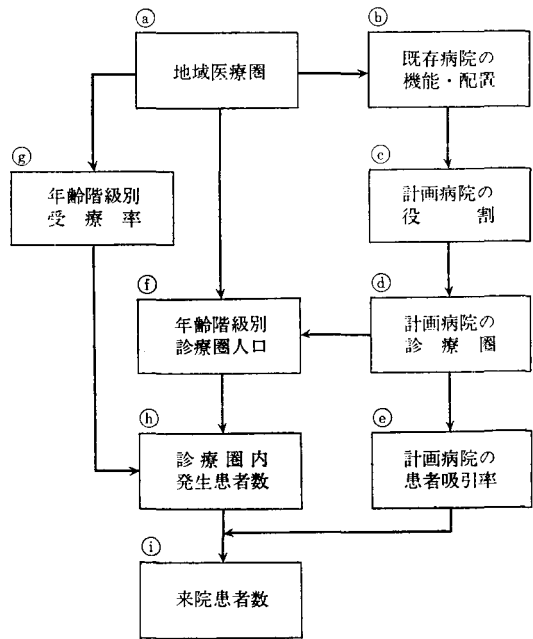 ⓐ
地域医療圏
ⓑ
既存病院の
機能・配置
ⓖ
年齢階級別
受療率
ⓒ
計画病院の
役割
ⓕ
年齢階級別
診療圏人口
ⓓ
計画病院の
診療圏
ⓗ
診療圏内
発生患者数
ⓔ
計画病院の
患者吸引率
ⓘ
来院患者数